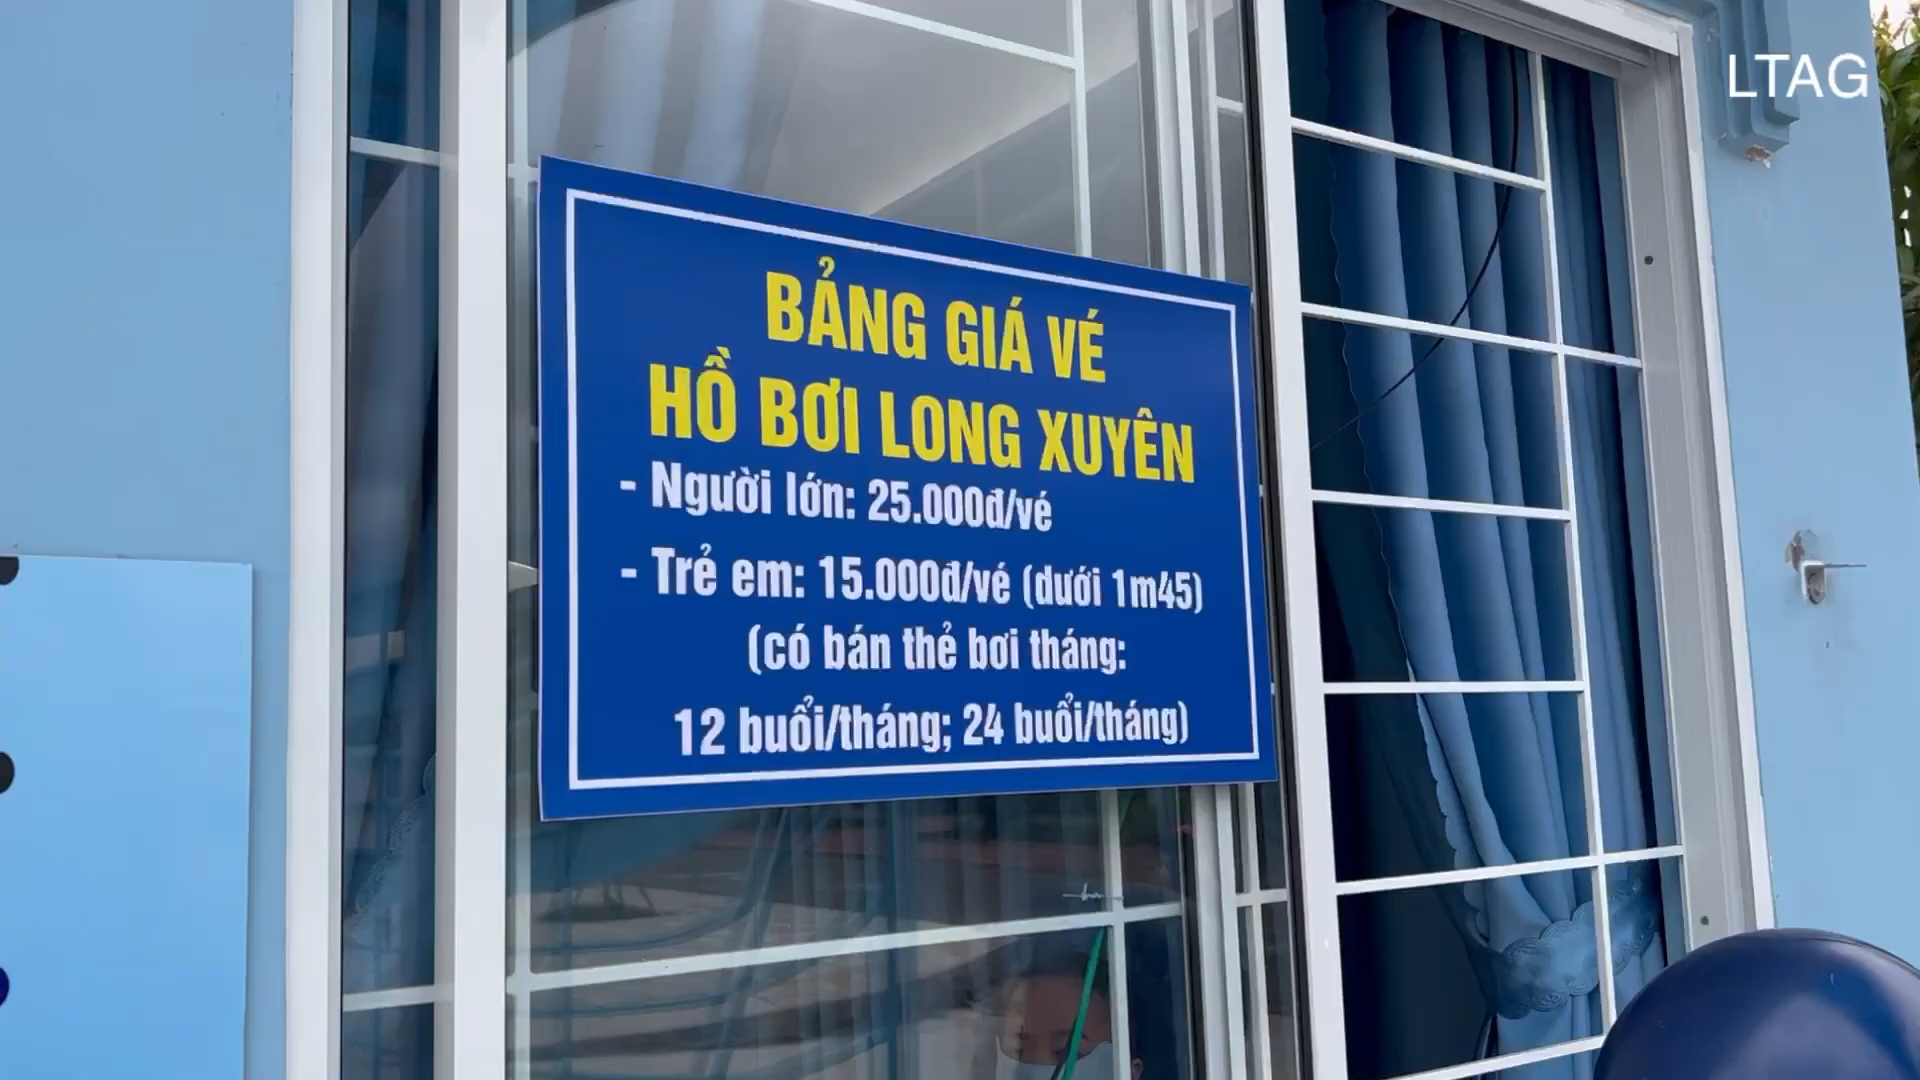 LTAG
BẢNG GIÁ VÉ
HỒ BƠI LONG XUYÊN
- Người lớn: 25.000đ/vé
- Trẻ em: 15.000đ/vé (dưới 1m45)
(có bán thẻ bơi tháng:
12 buổi/tháng; 24 buổi/tháng)